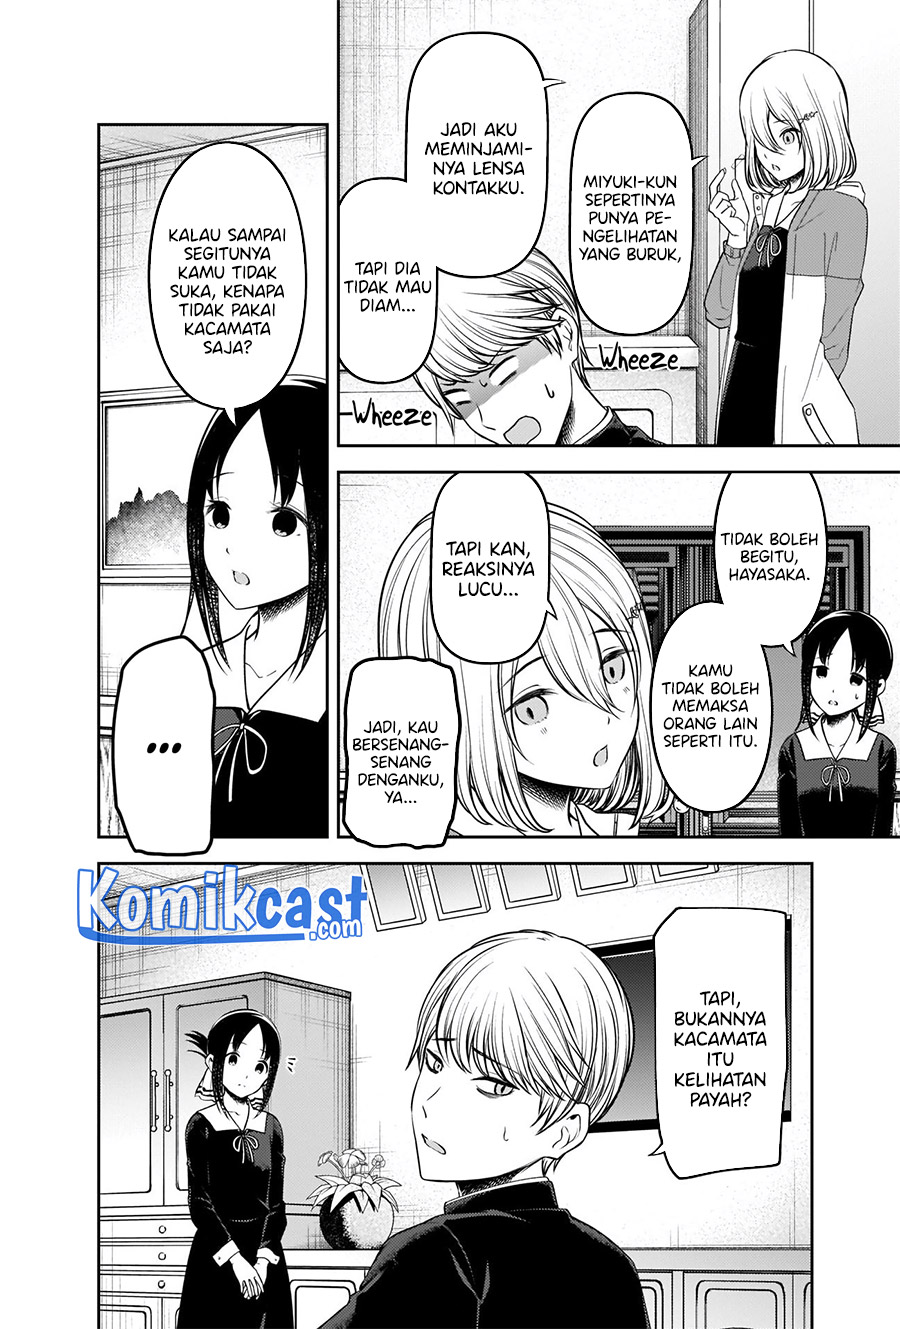 MIYUKI-KUN
SEPERTINYA
PUNYA PE-
NGELIHATAN
YANG BURUK,
JADI AKU
MEMINJAMI-
NYA LENSA
KONTAKKU.
TAPI DIA
TIDAK MAU
DIAM...
Wheeze
Wheeze
KALAU SAMPAI
SEGITUNYA
KAMU TIDAK
SUKA, KENAPA
TIDAK PAKAI
KACAMATA
SAJA?
TIDAK BOLEH
BEGITU,
HAYASAKA.
KAMU
TIDAK BOLEH
MEMAKSA
ORANG LAIN
SEPERTI ITU.
TAPI KAN,
REAKSINYA
LUCU...
JADI, KAU
BERSENANG-
SENANG
DENGANKU,
YA...
...
Komikcast
.com
TAPI,
BUKANNYA
KACAMATA
ITU
KELIHATAN
PAYAH?